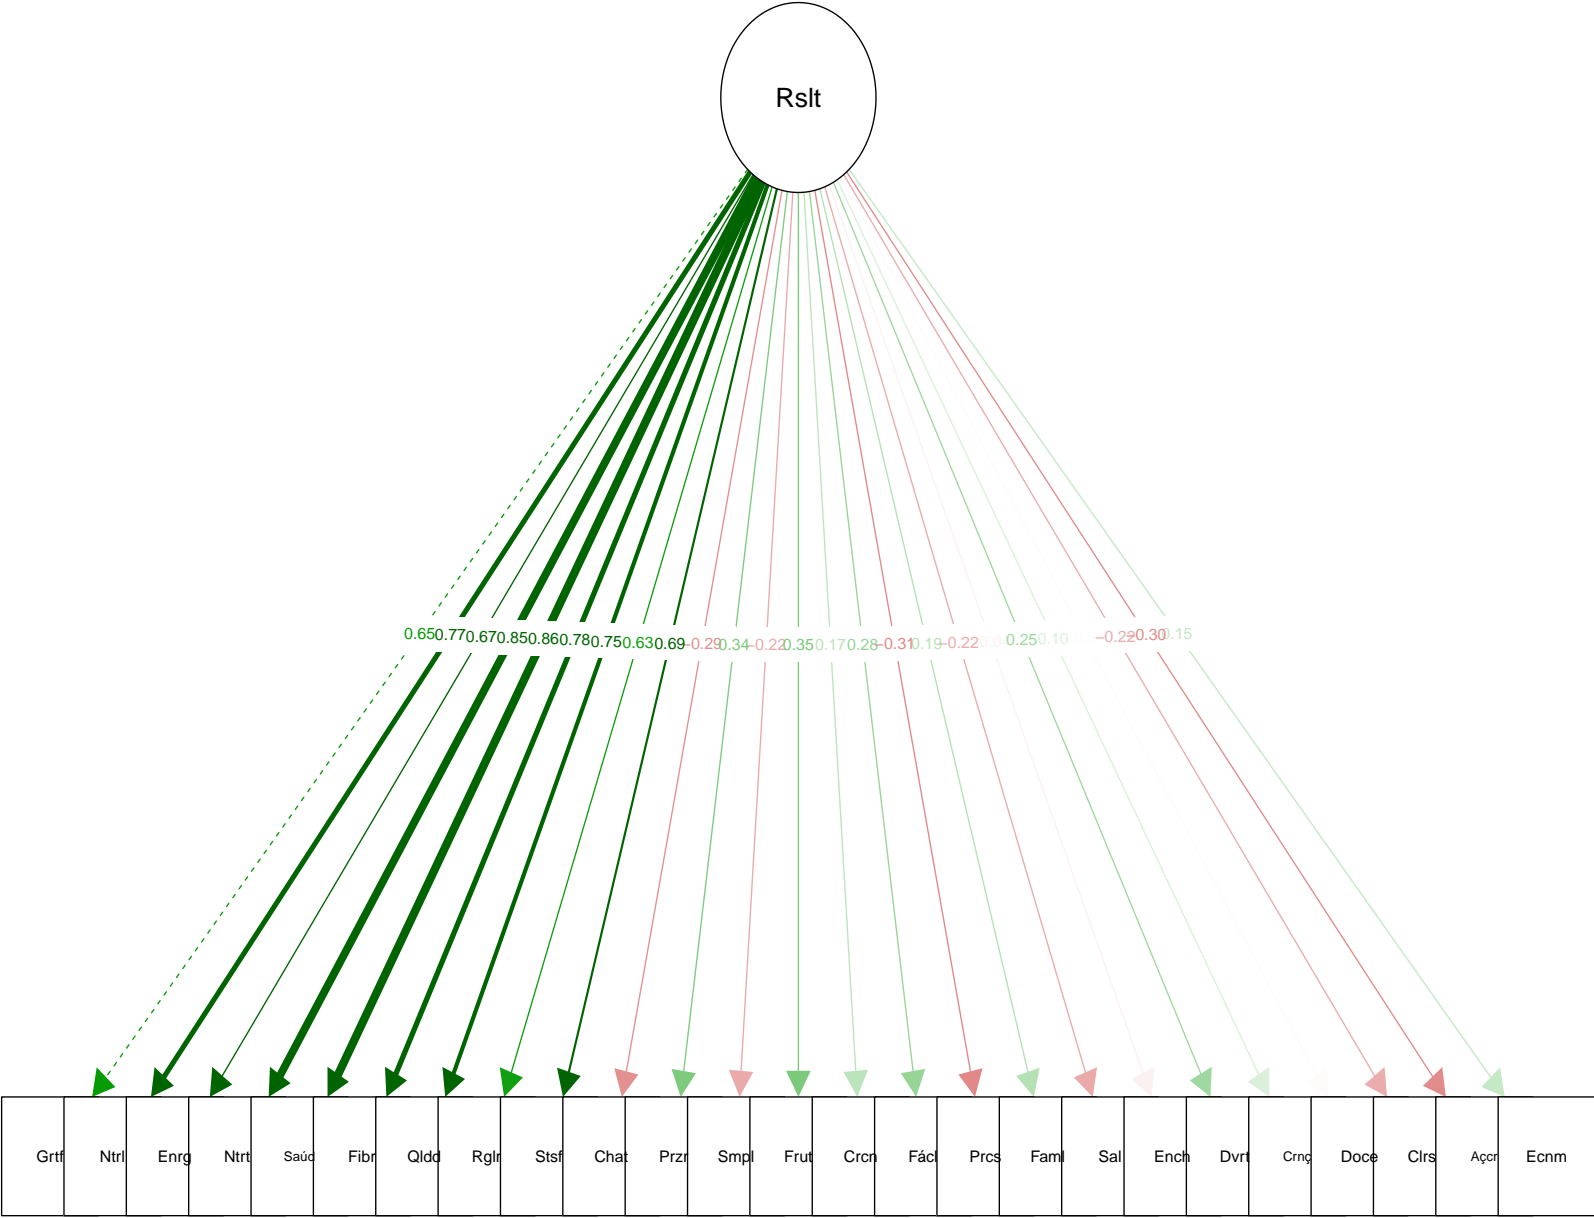 Rslt
0.65 0.77 0.67 0.85 0.86 0.78 0.75 0.63 0.69 −0.29 0.34 −0.22 0.35 0.17 0.28 −0.31 0.19 −0.22 0.25 0.10 −0.22 −0.30 0.15
Grtf Ntrl Enrg Ntrt Saúd Fibr Qldd Rglr Stsf Chat Przr Smpl Frut Crcn Fácl Prcs Faml Sal Ench Dvrt Crnç Doce Clrs Açcr Ecnm